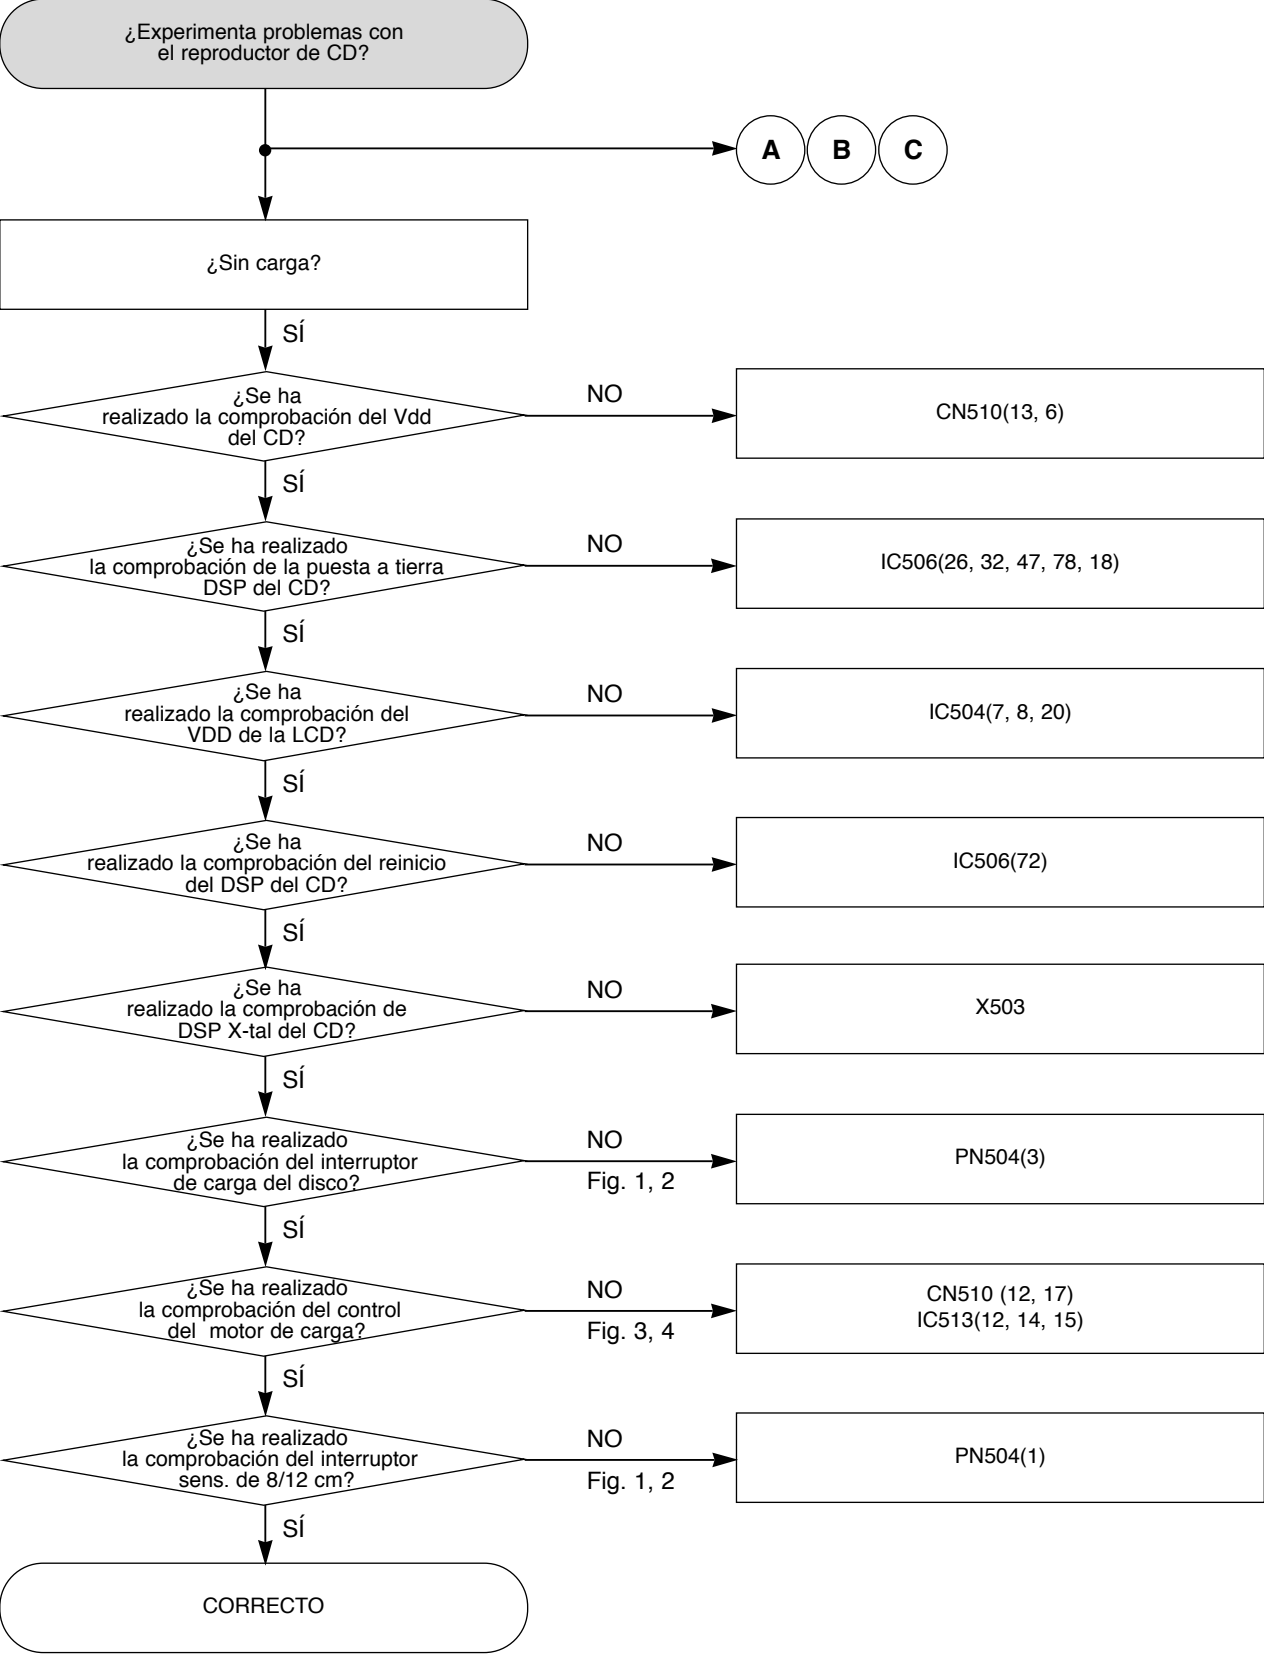 ¿Experimenta problemas con
el reproductor de CD?
A B C
¿Sin carga?
SÍ
¿Se ha
realizado la comprobación del Vdd
del CD?
NO
CN510(13, 6)
SÍ
¿Se ha realizado
la comprobación de la puesta a tierra
DSP del CD?
NO
IC506(26, 32, 47, 78, 18)
SÍ
¿Se ha
realizado la comprobación del
VDD de la LCD?
NO
IC504(7, 8, 20)
SÍ
¿Se ha
realizado la comprobación del reinicio
del DSP del CD?
NO
IC506(72)
SÍ
¿Se ha
realizado la comprobación de
DSP X-tal del CD?
NO
X503
SÍ
¿Se ha realizado
la comprobación del interruptor
de carga del disco?
NO
Fig. 1, 2
PN504(3)
SÍ
¿Se ha realizado
la comprobación del control
del motor de carga?
NO
Fig. 3, 4
CN510 (12, 17)
IC513(12, 14, 15)
SÍ
¿Se ha realizado
la comprobación del interruptor
sens. de 8/12 cm?
NO
Fig. 1, 2
PN504(1)
SÍ
CORRECTO